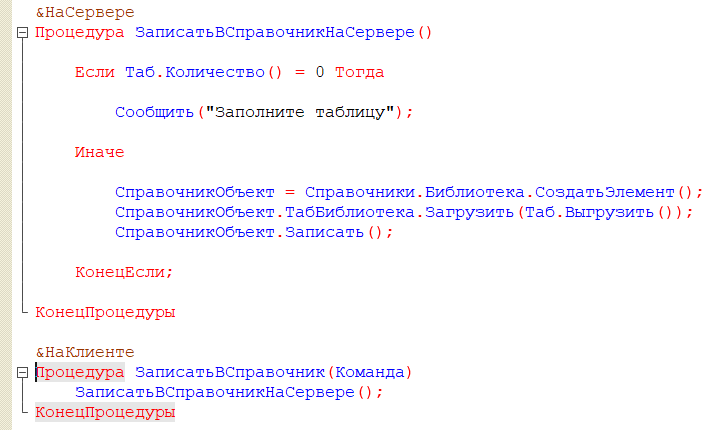 &НаСервере
Процедура ЗаписатьВСправочникНаСервере()
Если Таб.Количество() = 0 Тогда
Сообщить("Заполните таблицу");
Иначе
СправочникОбъект = Справочники.Библиотека.СоздатьЭлемент();
СправочникОбъект.ТабБиблиотека.Загрузить(Таб.Выгрузить());
СправочникОбъект.Записать();
КонецЕсли;
КонецПроцедуры
&НаКлиенте
Процедура ЗаписатьВСправочник(Команда)
ЗаписатьВСправочникНаСервере();
КонецПроцедуры